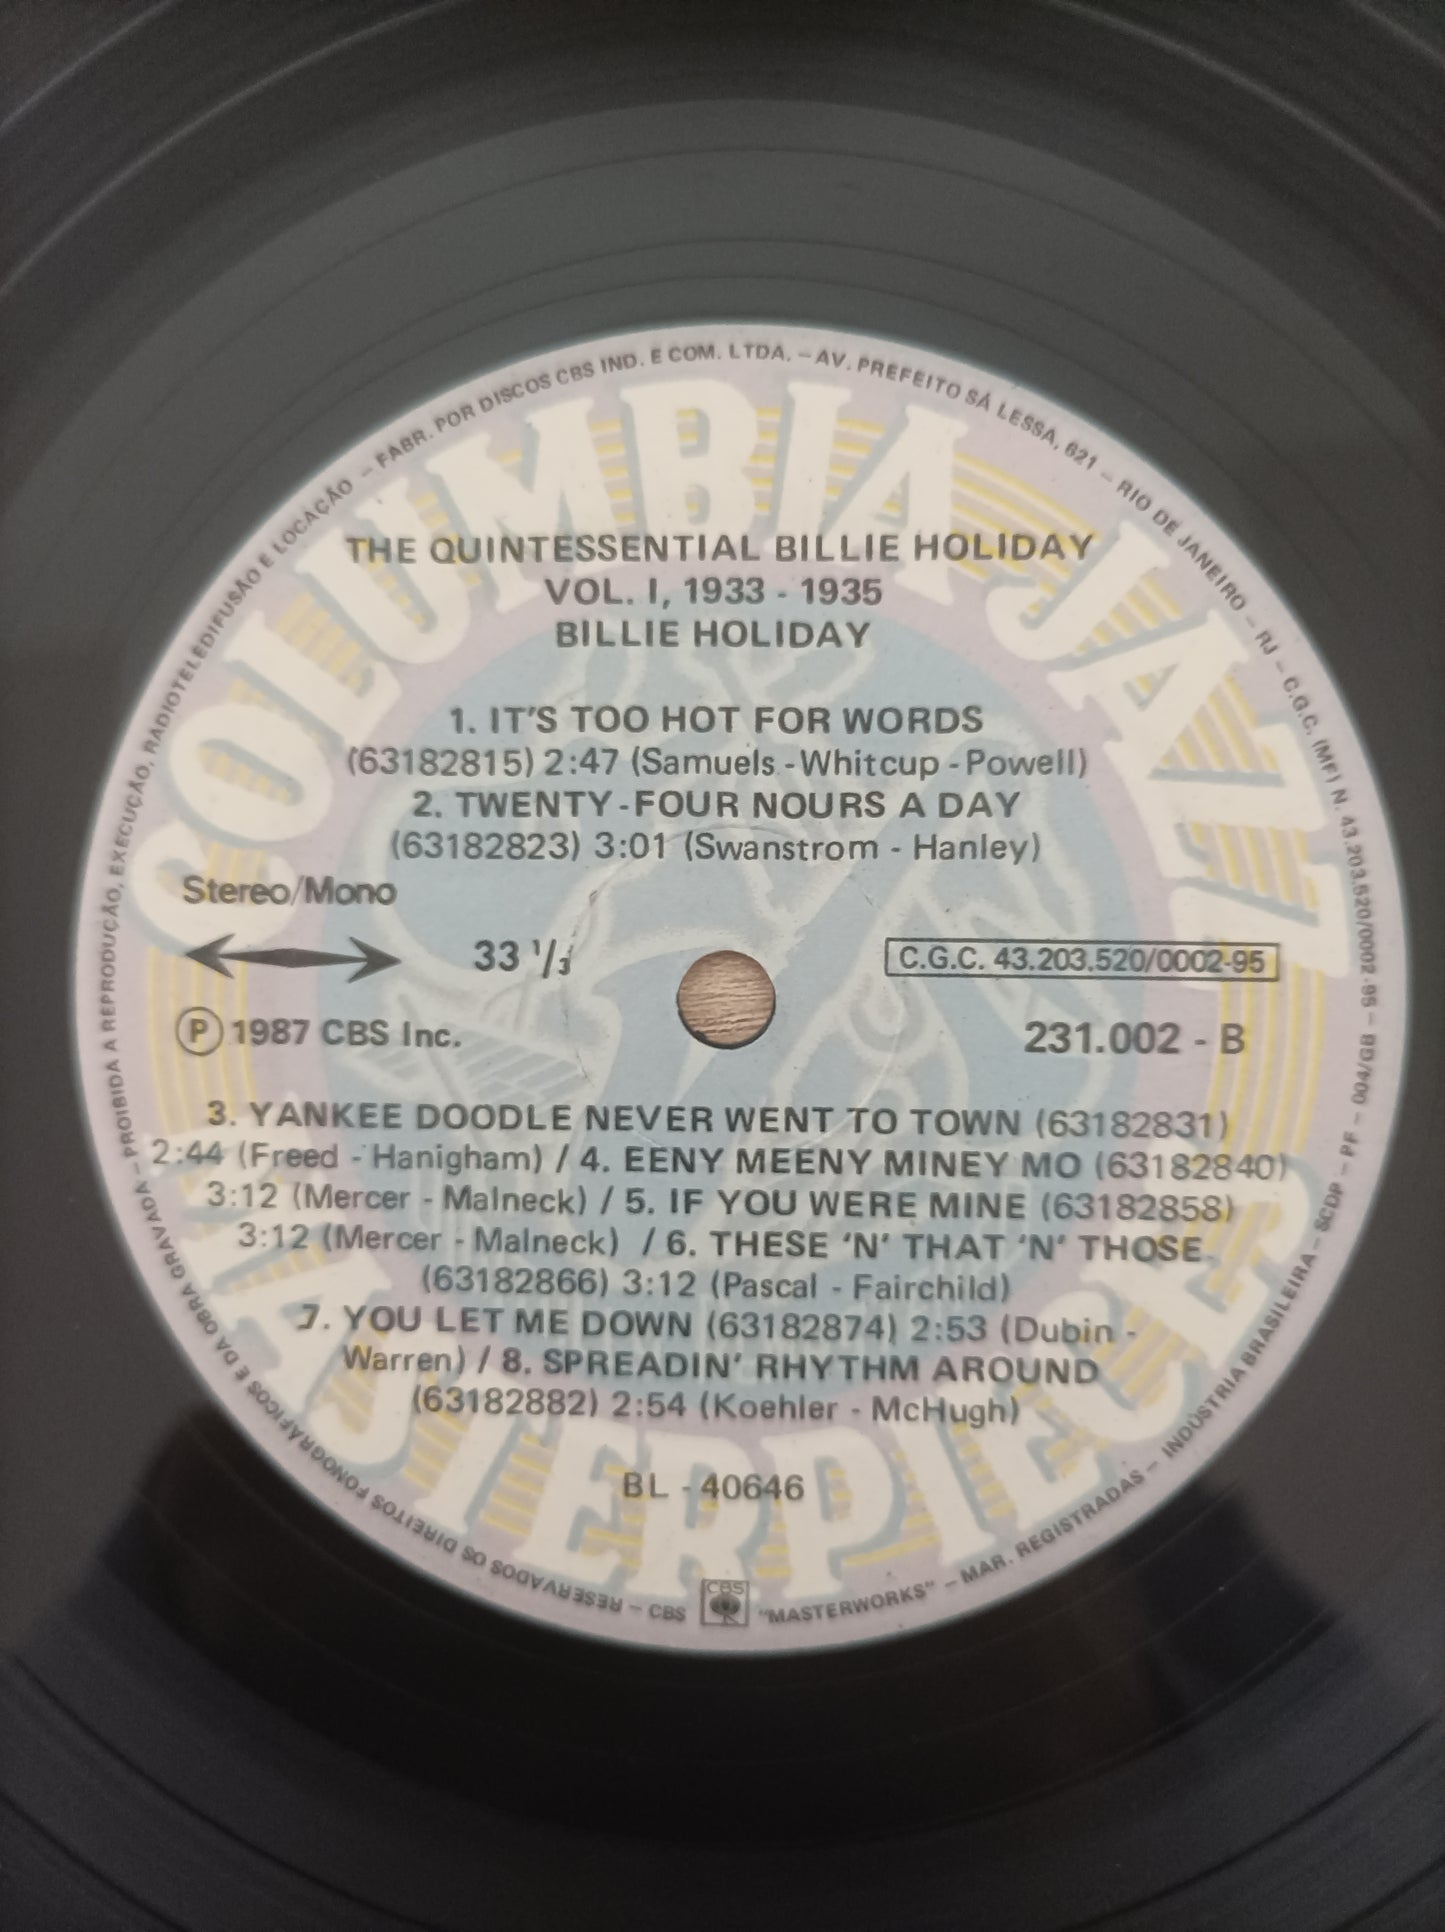 COLUMBIA JAZZ
MASTERPIECES
THE QUINTESSENTIAL BILLIE HOLIDAY
VOL. I, 1933 - 1935
BILLIE HOLIDAY
1. IT'S TOO HOT FOR WORDS
(63182815) 2:47 (Samuels - Whitcup - Powell)
2. TWENTY-FOUR NOURS A DAY
(63182823) 3:01 (Swanstrom - Hanley)
Stereo/Mono
33 1/3
C.G.C. 43.203.520/0002-95
Ⓟ 1987 CBS Inc.
231.002 - B
3. YANKEE DOODLE NEVER WENT TO TOWN (63182831)
2:44 (Freed - Hanigham) / 4. EENY MEENY MINEY MO (63182840)
3:12 (Mercer - Malneck) / 5. IF YOU WERE MINE (63182858)
3:12 (Mercer - Malneck) / 6. THESE 'N' THAT 'N' THOSE
(63182866) 3:12 (Pascal - Fairchild)
7. YOU LET ME DOWN (63182874) 2:53 (Dubin -
Warren) / 8. SPREADIN' RHYTHM AROUND
(63182882) 2:54 (Koehler - McHugh)
BL - 40646
CBS
RESERVADOS OS DIREITOS FONOGRÁFICOS E DA OBRA GRAVADA - PROIBIDA A REPRODUÇÃO, EXECUÇÃO, RADIOTELEDIFUSÃO E LOCAÇÃO - FABR. POR DISCOS CBS IND. E COM. LTDA. - AV. PREFEITO SÁ LESSA, 621 - RIO DE JANEIRO - RJ - C.G.C. (MF) N. 43.203.520/0002-95 - BG04/001 - PF - SCDP - INDÚSTRIA BRASILEIRA - MAR. REGISTRADAS - "MASTERWORKS" - CBS